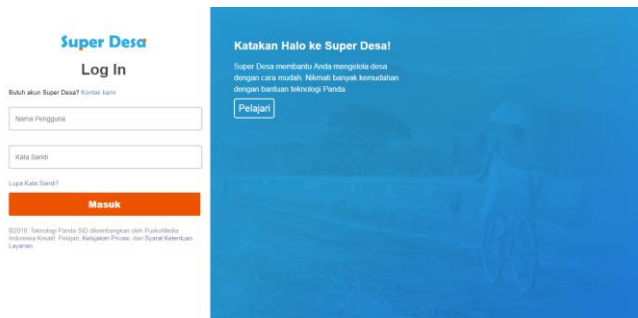 Super Desa
Log In
Butuh akun Super Desa? Kontak kami
Nama Pengguna
Kata Sandi
Lupa Kata Sandi?
Masuk
©2018. Teknologi Panda SID dikembangkan oleh PuskoMedia
Indonesia Kreatif. Pelajari, Kebijakan Privasi, dan Syarat Ketentuan
Layanan.
Katakan Halo ke Super Desa!
Super Desa membantu Anda mengelola desa
dengan cara mudah. Nikmati banyak kemudahan
dengan bantuan teknologi Panda.
Pelajari